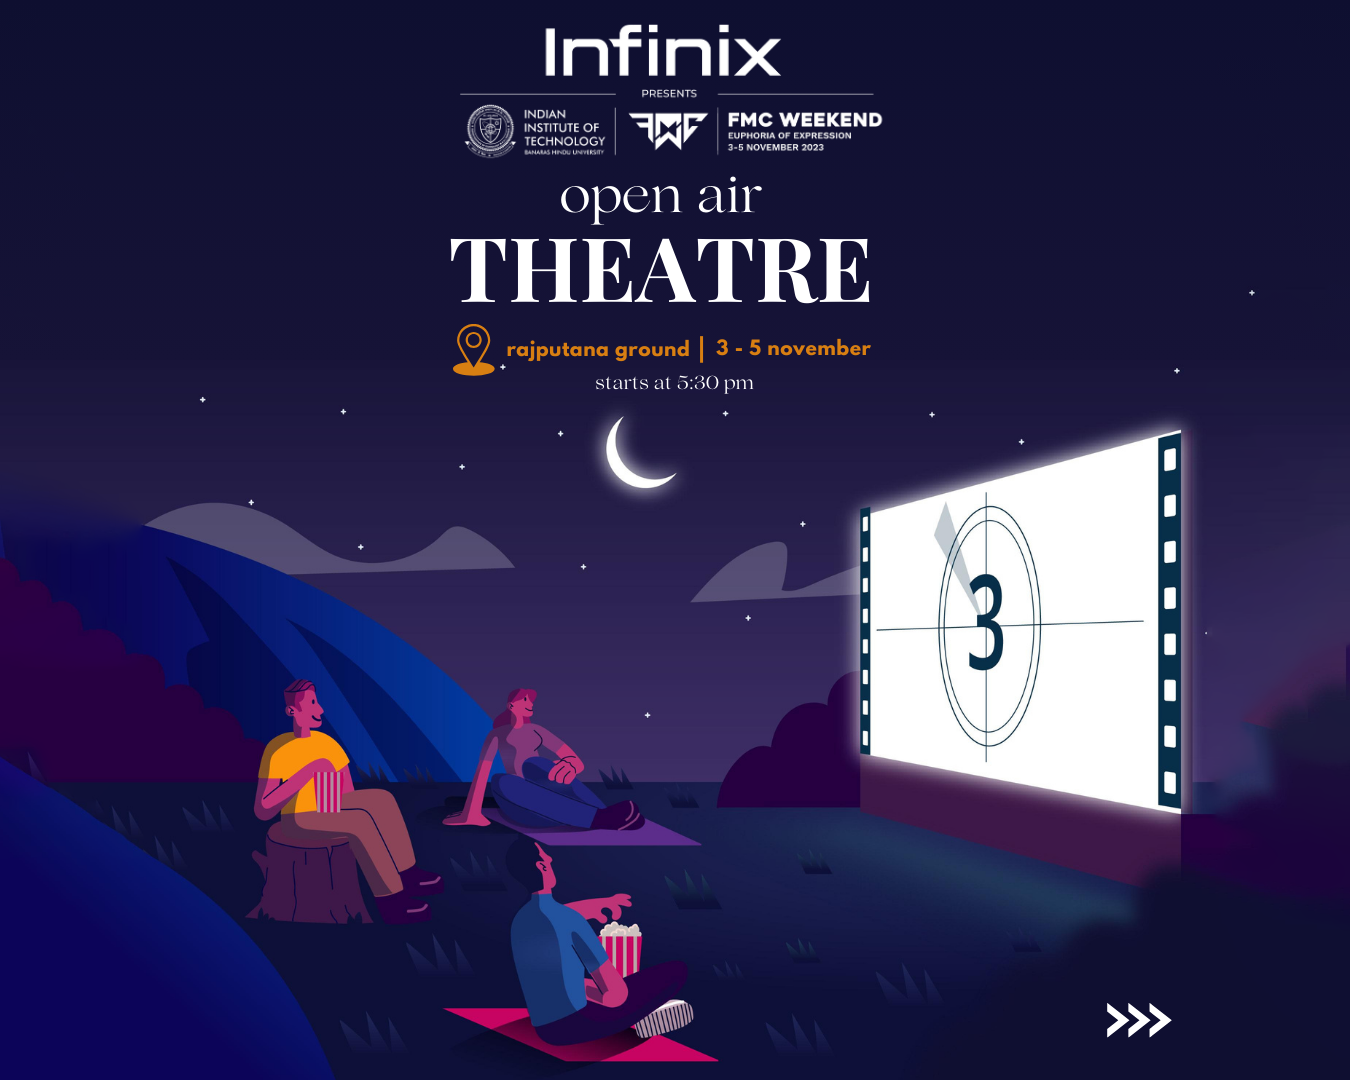 Infinix
PRESENTS
INDIAN
INSTITUTE OF
TECHNOLOGY
BANARAS HINDU UNIVERSITY
FMC
FMC WEEKEND
EUPHORIA OF EXPRESSION
3-5 NOVEMBER 2023
open air
THEATRE
rajputana ground | 3 - 5 november
starts at 5:30 pm
3